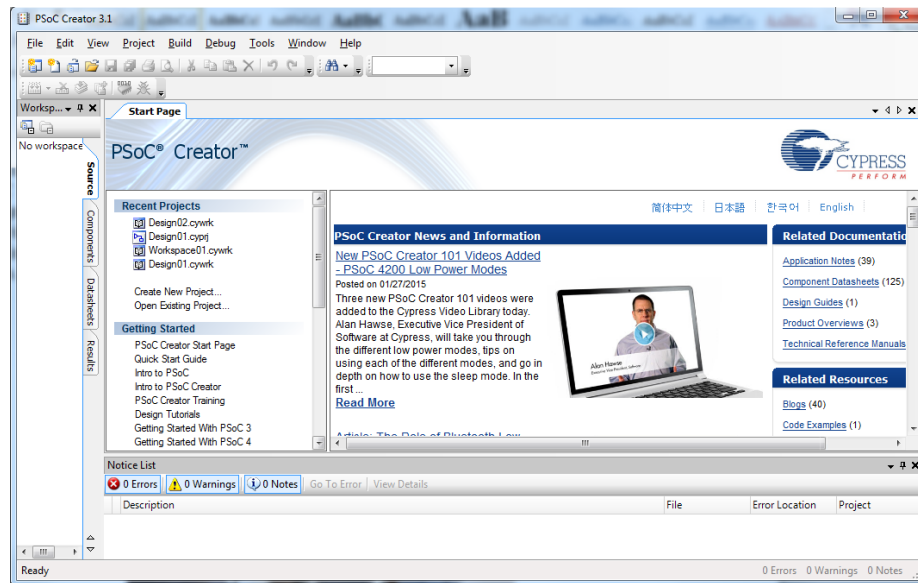 PSoC Creator 3.1
File Edit View Project Build Debug Tools Window Help
Worksp...
Start Page
No workspace
Source
Components
Datasheets
Results
PSoC® Creator™
CYPRESS
PERFORM
Recent Projects
Design02.cywrk
Design01.cyprj
Workspace01.cywrk
Design01.cywrk
Create New Project...
Open Existing Project...
Getting Started
PSoC Creator Start Page
Quick Start Guide
Intro to PSoC
Intro to PSoC Creator
PSoC Creator Training
Design Tutorials
Getting Started With PSoC 3
Getting Started With PSoC 4
简体中文 日本語 한국어 English
PSoC Creator News and Information
New PSoC Creator 101 Videos Added
- PSoC 4200 Low Power Modes
Posted on 01/27/2015
Three new PSoC Creator 101 videos were
added to the Cypress Video Library today.
Alan Hawse, Executive Vice President of
Software at Cypress, will take you through
the different low power modes, tips on
using each of the different modes, and go in
depth on how to use the sleep mode. In the
first ...
Read More
Article: The Role of Bluetooth Low
Alan Hawse
Executive Vice President, Software
Related Documentatio
Application Notes (39)
Component Datasheets (125)
Design Guides (1)
Product Overviews (3)
Technical Reference Manuals
Related Resources
Blogs (40)
Code Examples (1)
Notice List
0 Errors 0 Warnings 0 Notes Go To Error View Details
Description File Error Location Project
Ready 0 Errors 0 Warnings 0 Notes